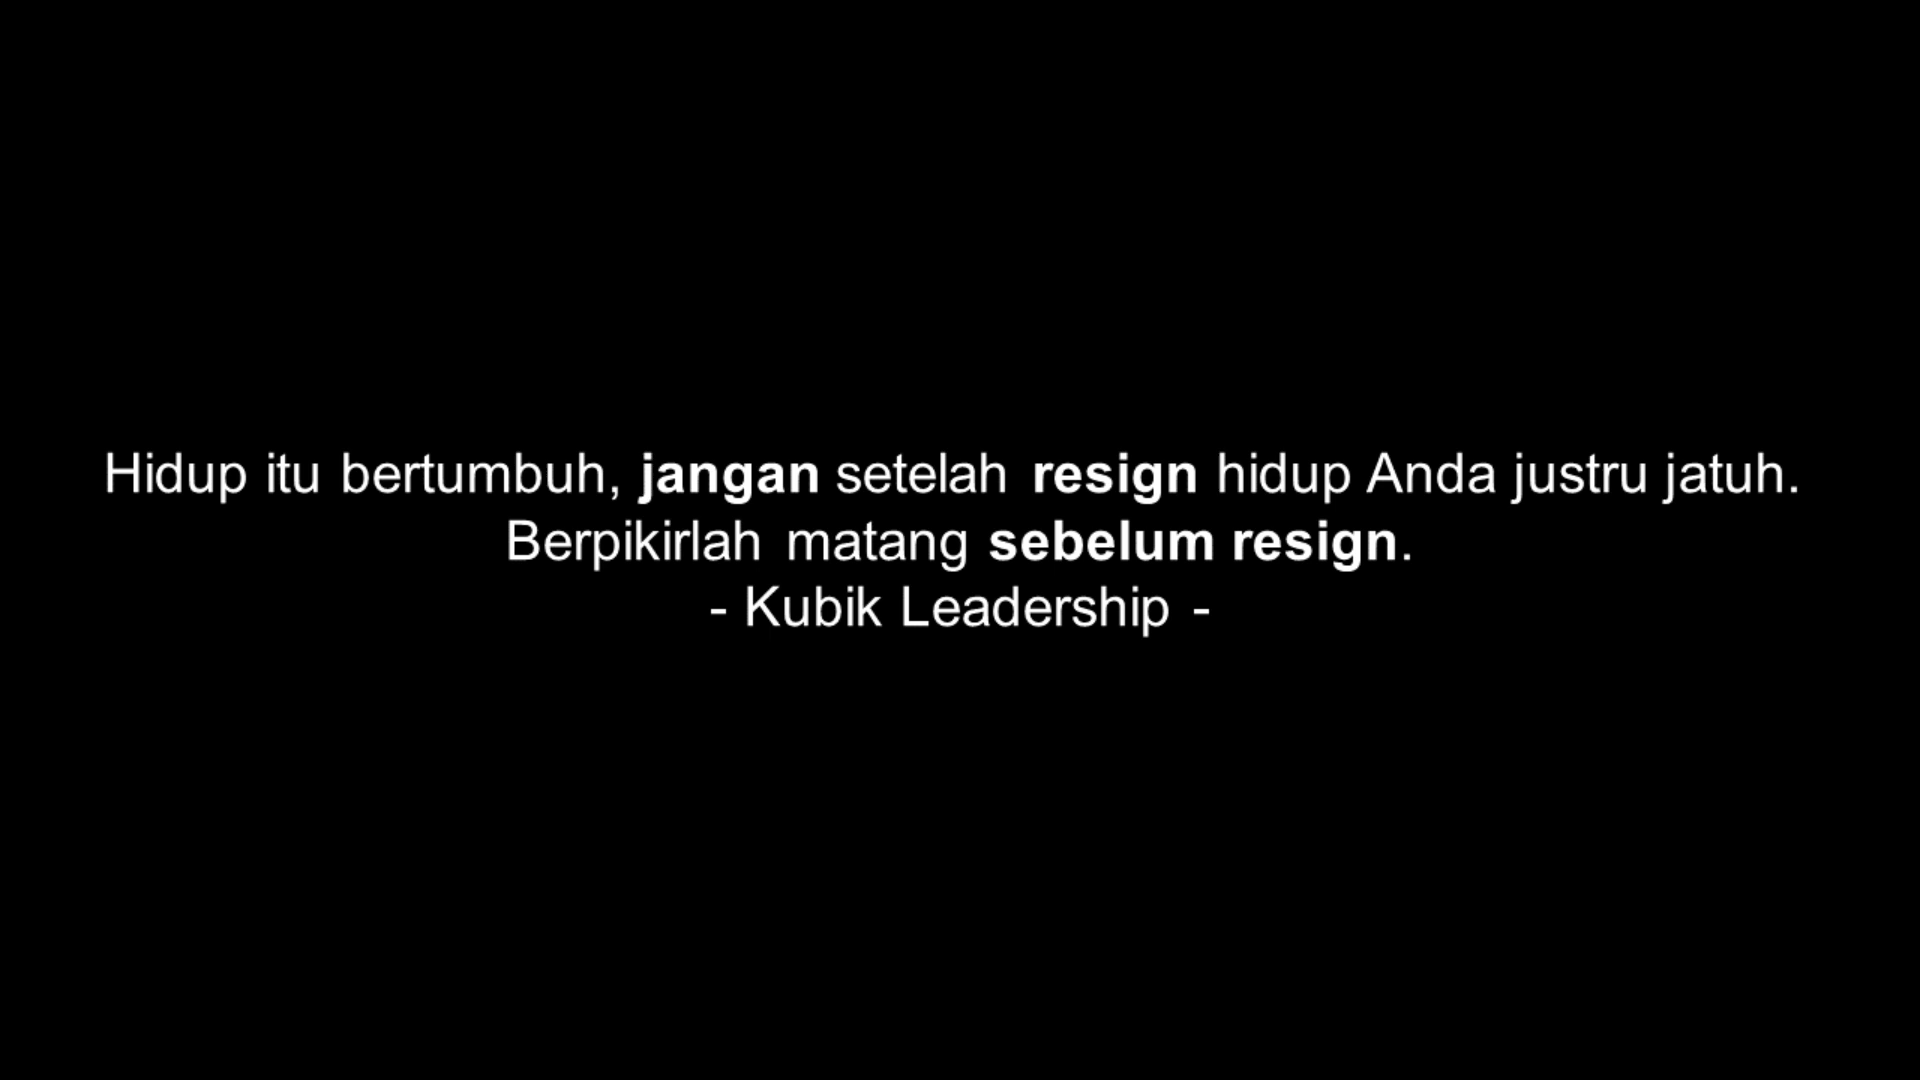 Hidup itu bertumbuh, jangan setelah resign hidup Anda justru jatuh.
Berpikirlah matang sebelum resign.
- Kubik Leadership -